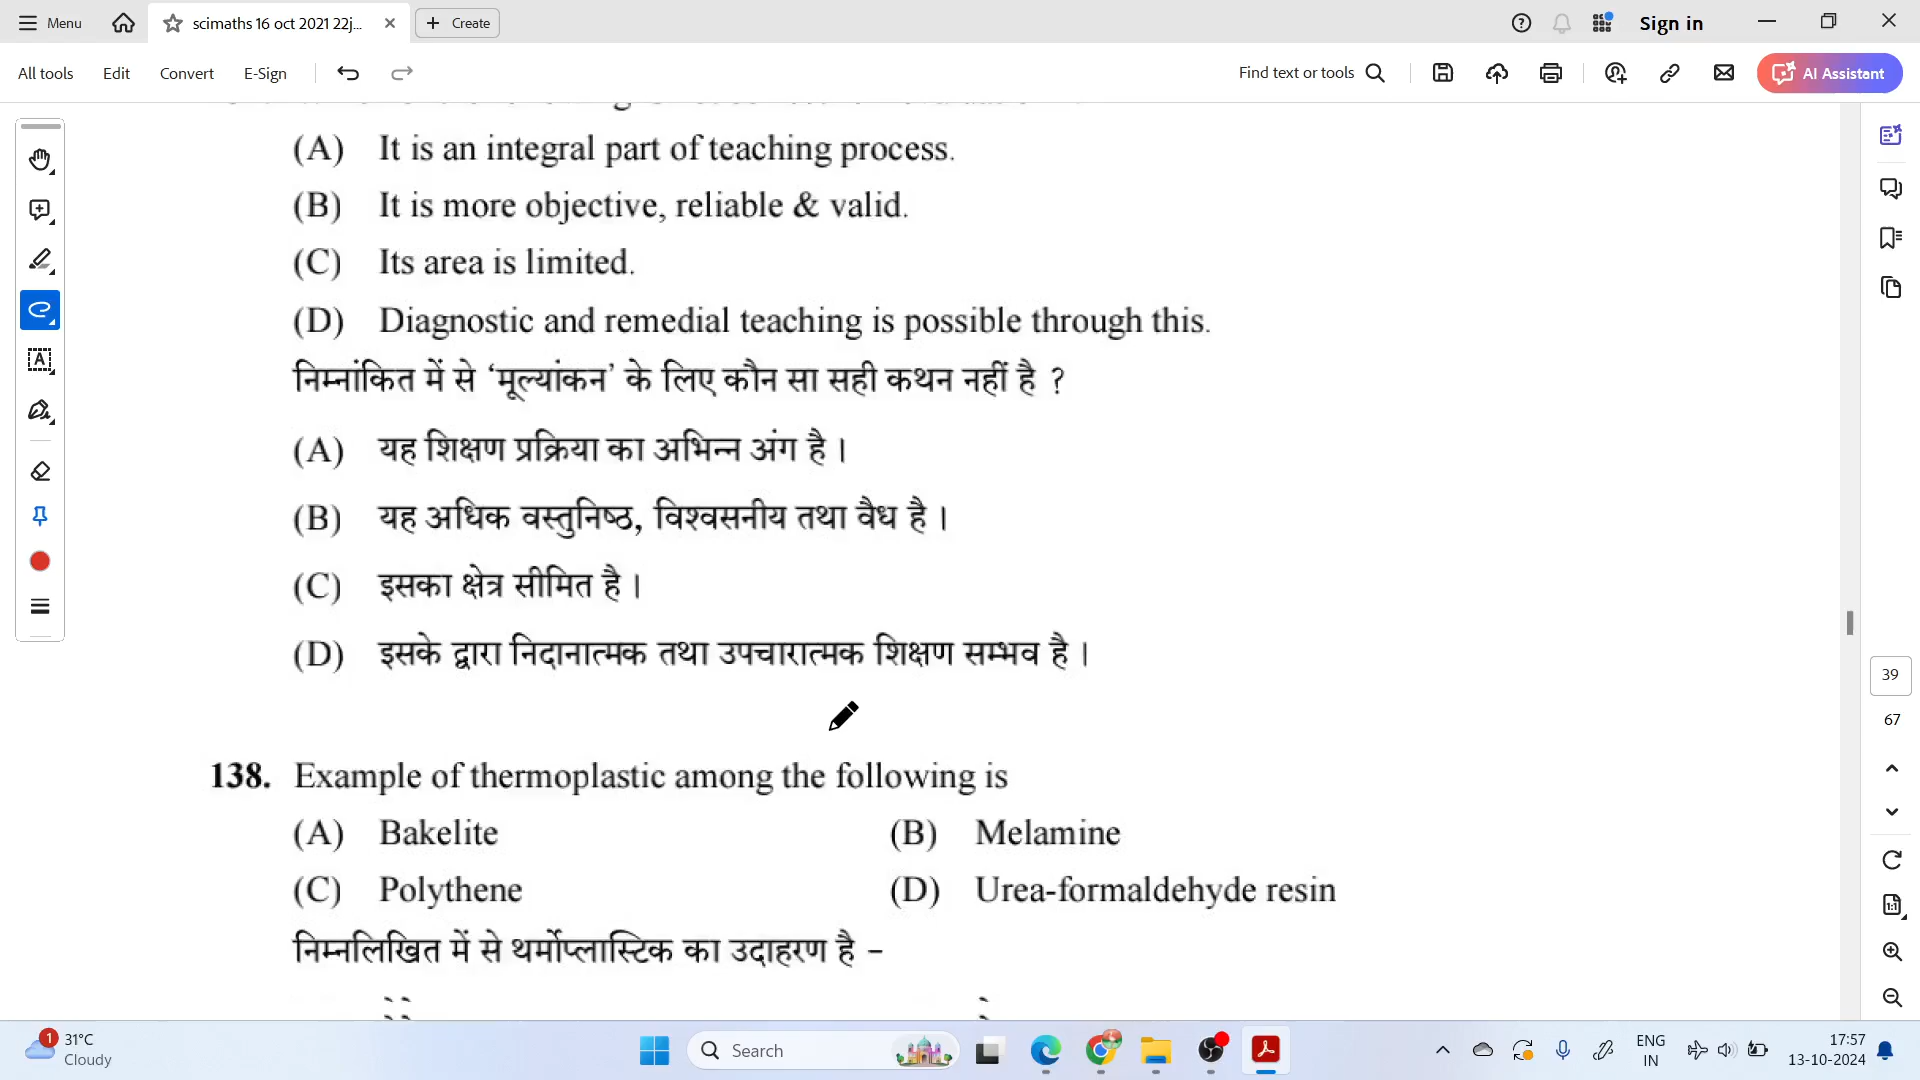 Menu
scimaths 16 oct 2021 22j...
Create
Sign in
All tools
Edit
Convert
E-Sign
Find text or tools
AI Assistant
(A) It is an integral part of teaching process.
(B) It is more objective, reliable & valid.
(C) Its area is limited.
(D) Diagnostic and remedial teaching is possible through this.
निम्नांकित में से ‘मूल्यांकन’ के लिए कौन सा सही कथन नहीं है ?
(A) यह शिक्षण प्रक्रिया का अभिन्न अंग है ।
(B) यह अधिक वस्तुनिष्ठ, विश्वसनीय तथा वैध है ।
(C) इसका क्षेत्र सीमित है ।
(D) इसके द्वारा निदानात्मक तथा उपचारात्मक शिक्षण सम्भव है ।
138. Example of thermoplastic among the following is
(A) Bakelite (B) Melamine
(C) Polythene (D) Urea-formaldehyde resin
निम्नलिखित में से थर्मोप्लास्टिक का उदाहरण है –
39
67
1
31°C
Cloudy
Search
ENG
IN
17:57
13-10-2024